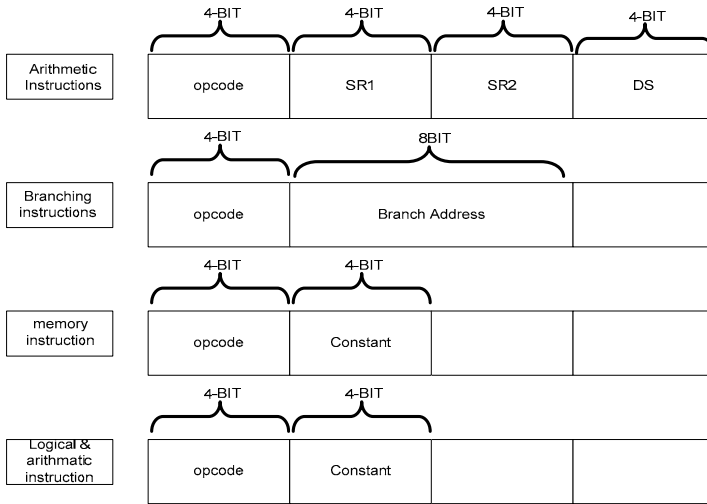 4-BIT 4-BIT 4-BIT 4-BIT
Arithmetic
Instructions
opcode SR1 SR2 DS
4-BIT 8BIT
Branching
instructions
opcode Branch Address
4-BIT 4-BIT
memory
instruction
opcode Constant
4-BIT 4-BIT
Logical &
arithmatic
instruction
opcode Constant